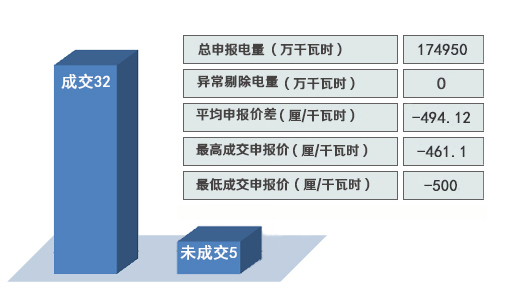 总申报电量（万千瓦时） 174950
成交32
异常剔除电量（万千瓦时） 0
平均申报价差（厘/千瓦时） -494.12
最高成交申报价（厘/千瓦时） -461.1
最低成交申报价（厘/千瓦时） -500
未成交5